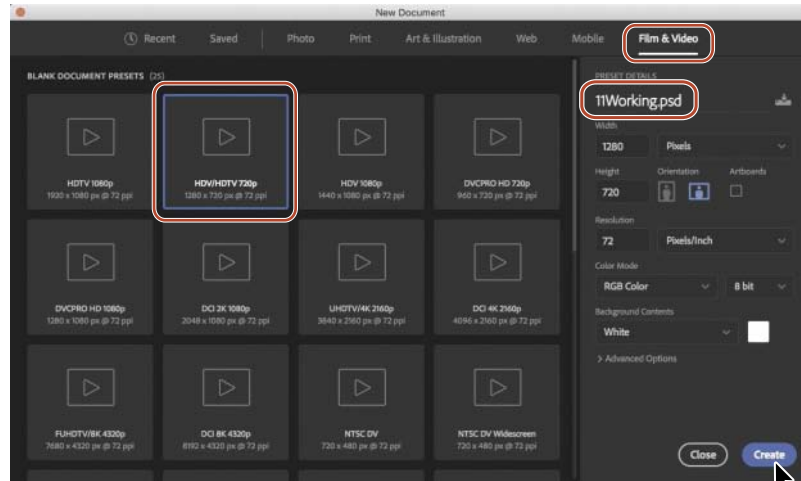 New Document
Recent Saved Photo Print Art & Illustration Web Mobile Film & Video
BLANK DOCUMENT PRESETS (25)
PRESET DETAILS
11Working.psd
HDTV 1080p
1920 x 1080 px @ 72 ppi
HDV/HDTV 720p
1280 x 720 px @ 72 ppi
HDV 1080p
1440 x 1080 px @ 72 ppi
DVCPRO HD 720p
960 x 720 px @ 72 ppi
DVCPRO HD 1080p
1280 x 1080 px @ 72 ppi
DCI 2K 1080p
2048 x 1080 px @ 72 ppi
UHDTV/4K 2160p
3840 x 2160 px @ 72 ppi
DCI 4K 2160p
4096 x 2160 px @ 72 ppi
FUHDTV/8K 4320p
7680 x 4320 px @ 72 ppi
DCI 8K 4320p
8192 x 4320 px @ 72 ppi
NTSC DV
720 x 480 px @ 72 ppi
NTSC DV Widescreen
720 x 480 px @ 72 ppi
Width
1280 Pixels
Height Orientation Artboards
720
Resolution
72 Pixels/Inch
Color Mode
RGB Color 8 bit
Background Contents
White
> Advanced Options
Close Create